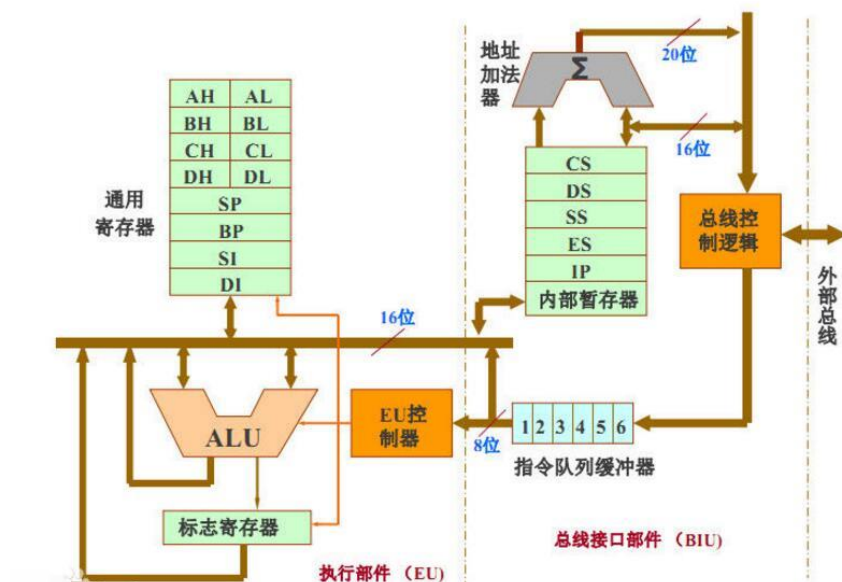 通用
寄存器
AH AL
BH BL
CH CL
DH DL
SP
BP
SI
DI
16位
ALU
标志寄存器
EU控
制器
8位
执行部件 （EU）
地址
加法
器
Σ
20位
16位
CS
DS
SS
ES
IP
内部暂存器
总线控
制逻辑
外
部
总
线
1 2 3 4 5 6
指令队列缓冲器
总线接口部件 （BIU）